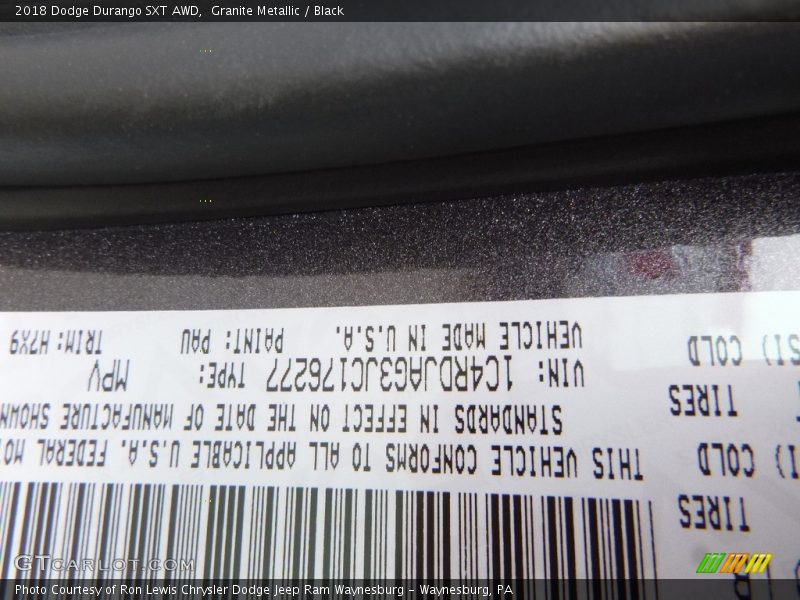 2018 Dodge Durango SXT AWD, Granite Metallic / Black
TIRES
COLD
THIS VEHICLE CONFORMS TO ALL APPLICABLE U.S.A. FEDERAL MOT
STANDARDS IN EFFECT ON THE DATE OF MANUFACTURE SHOWN
TIRES
VIN: 1C4RDJAG3JC176277 TYPE: MPV
SI) COLD
VEHICLE MADE IN U.S.A. PAINT: PAU TRIM: H7X9
GTcarlot.com
Photo Courtesy of Ron Lewis Chrysler Dodge Jeep Ram Waynesburg - Waynesburg, PA